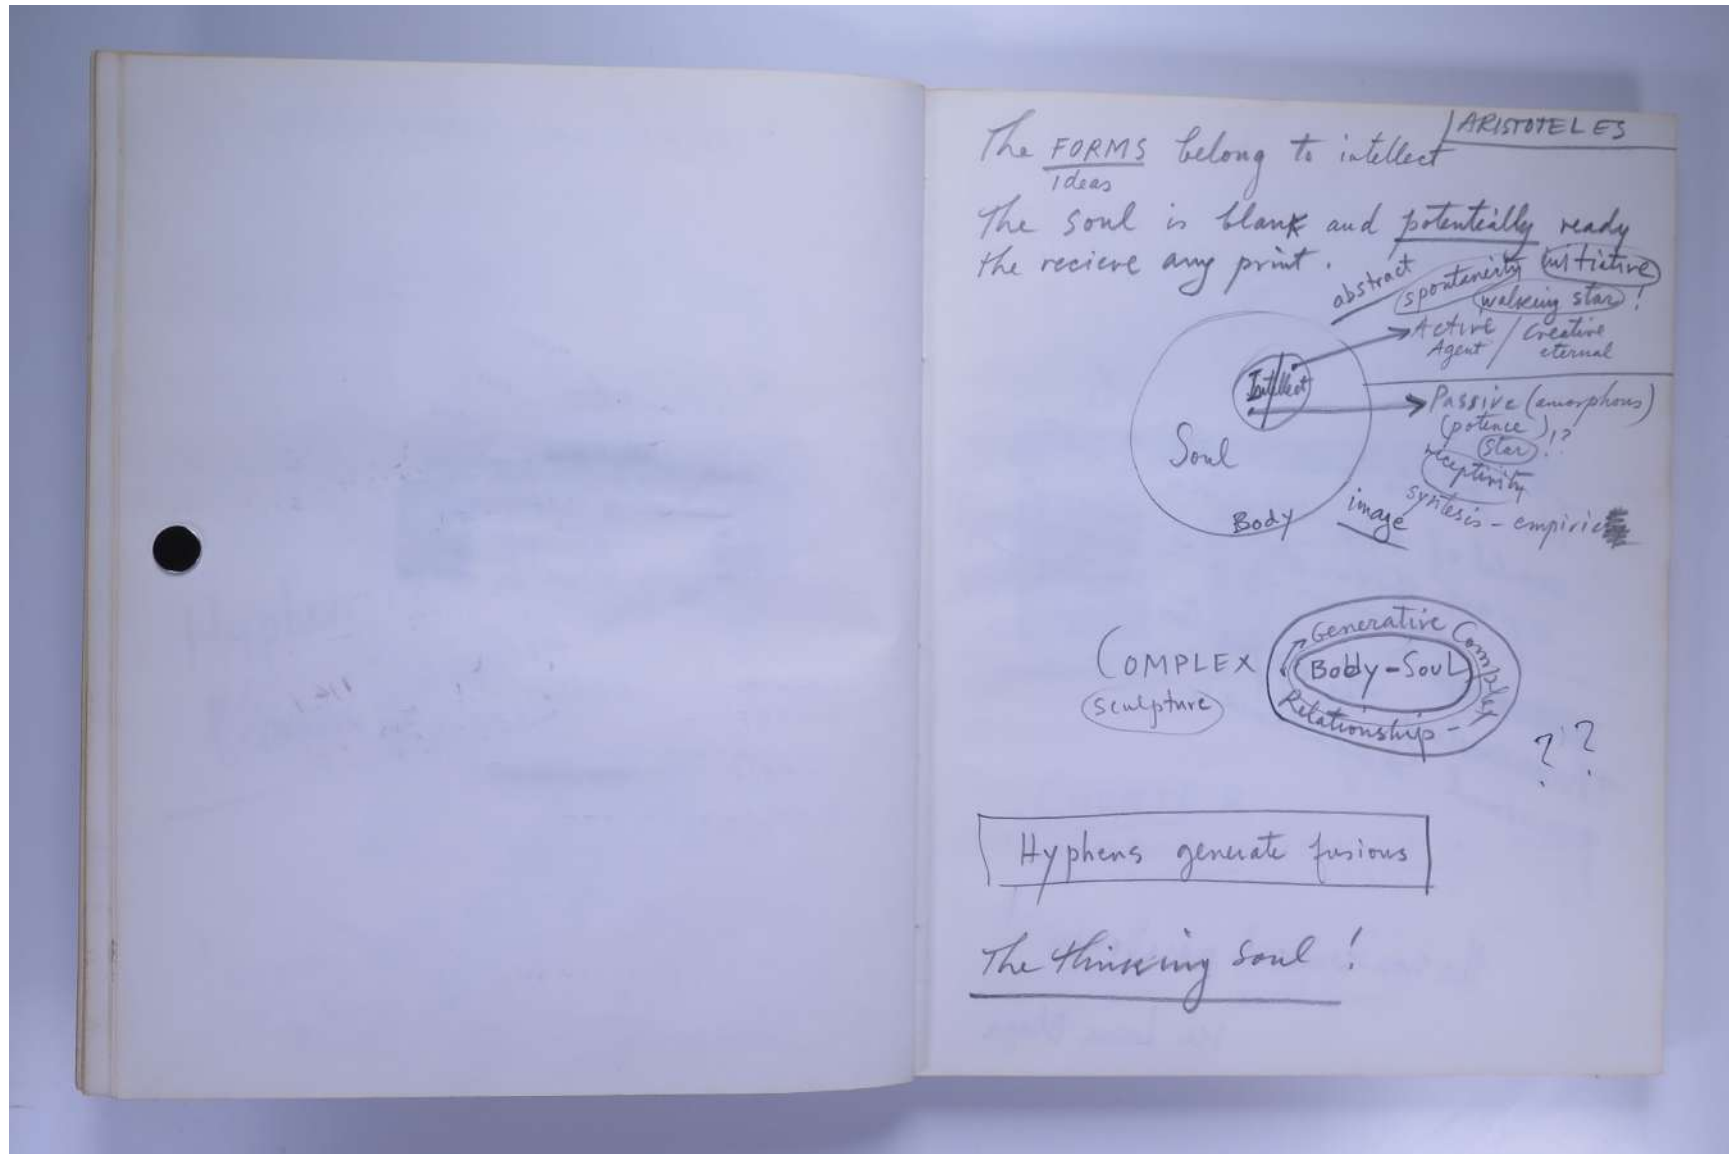 ARISTOTELES
The FORMS belong to intellect
ideas
The soul is blank and potentially ready
the recieve any print.
abstract
spontaneity
initiative
walking star !
Active / Creative
Agent eternal
Intellect
Passive (amorphous)
(potence) !?
star
receptivity
Soul
Body
image
syntesis - empiric
COMPLEX
sculpture
Generative Complex
Body-Soul
Relationship -
? ?
Hyphens generate fusions
The thinking soul !